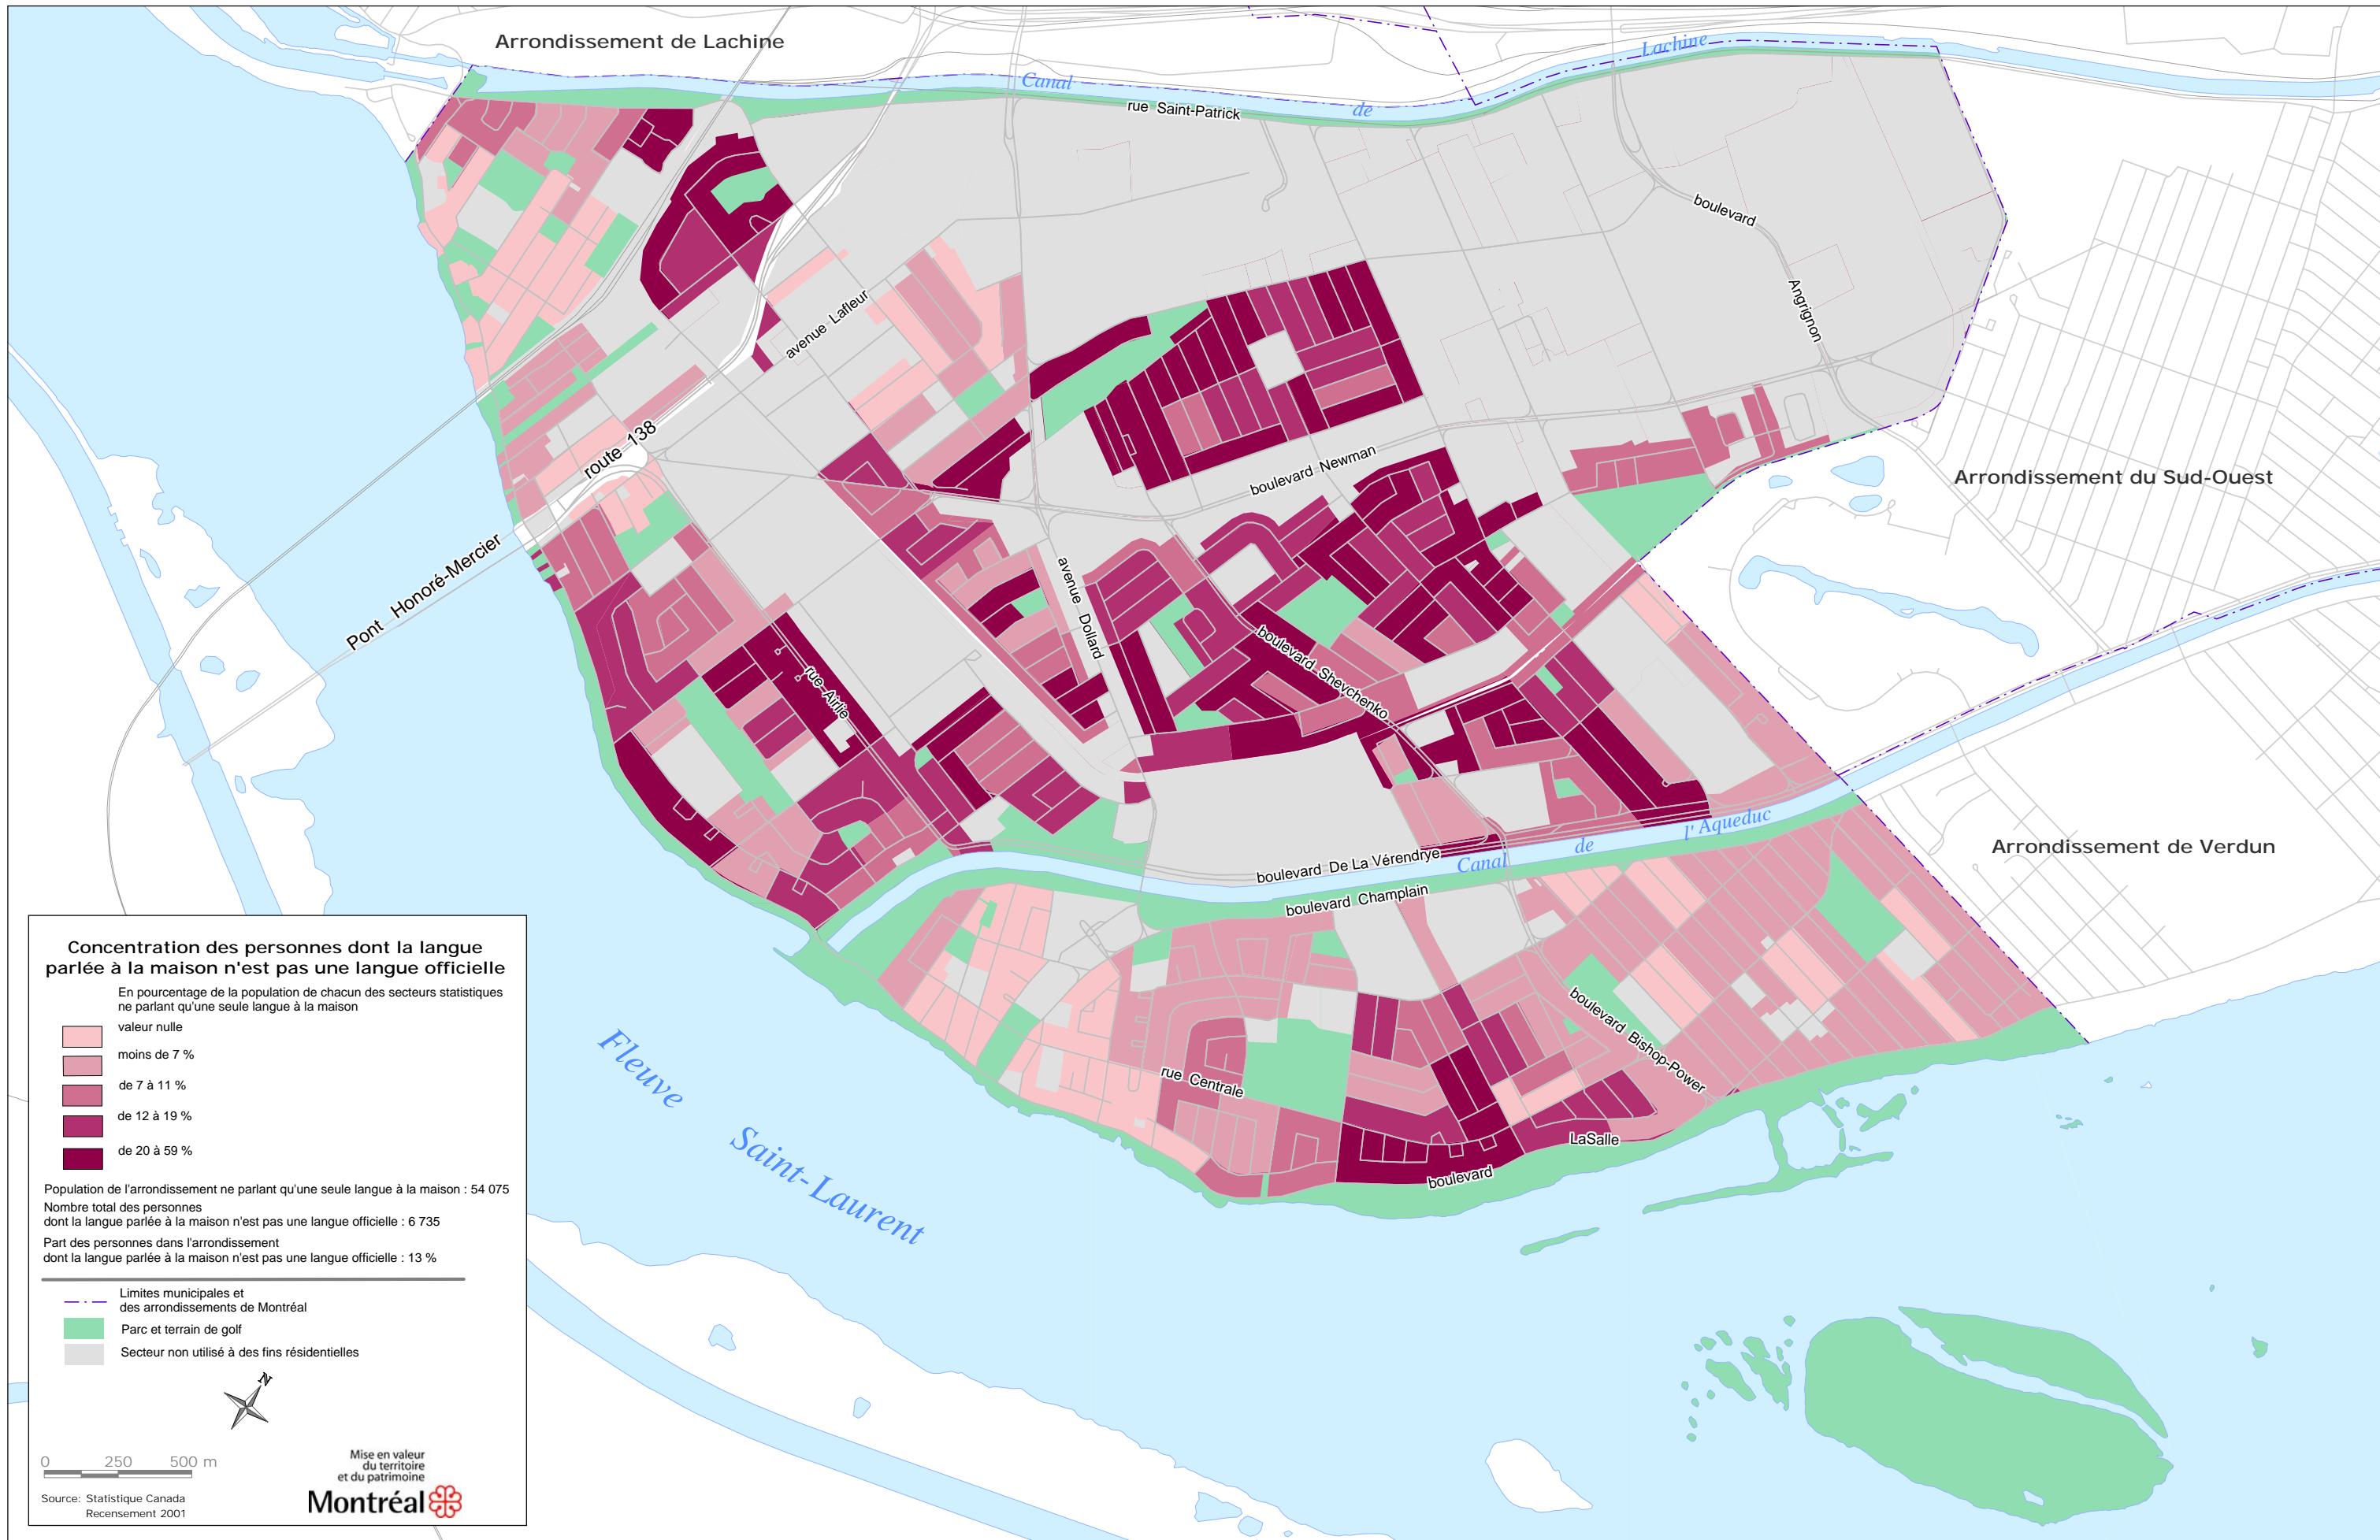 Arrondissement de Lachine
Canal
de
Lachine
rue Saint-Patrick
boulevard
Angrignon
avenue Lafleur
route 138
Pont Honoré-Mercier
boulevard Newman
Arrondissement du Sud-Ouest
avenue Dollard
boulevard Shevchenko
rue Airlie
Arrondissement de Verdun
boulevard De La Vérendrye
Canal
de
l' Aqueduc
boulevard Champlain
boulevard Bishop-Power
rue Centrale
LaSalle
boulevard
Fleuve
Saint-Laurent
Concentration des personnes dont la langue
parlée à la maison n'est pas une langue officielle
En pourcentage de la population de chacun des secteurs statistiques
ne parlant qu'une seule langue à la maison
valeur nulle
moins de 7 %
de 7 à 11 %
de 12 à 19 %
de 20 à 59 %
Population de l'arrondissement ne parlant qu'une seule langue à la maison : 54 075
Nombre total des personnes
dont la langue parlée à la maison n'est pas une langue officielle : 6 735
Part des personnes dans l'arrondissement
dont la langue parlée à la maison n'est pas une langue officielle : 13 %
Limites municipales et
des arrondissements de Montréal
Parc et terrain de golf
Secteur non utilisé à des fins résidentielles
N
0 250 500 m
Source: Statistique Canada
Recensement 2001
Mise en valeur
du territoire
et du patrimoine
Montréal